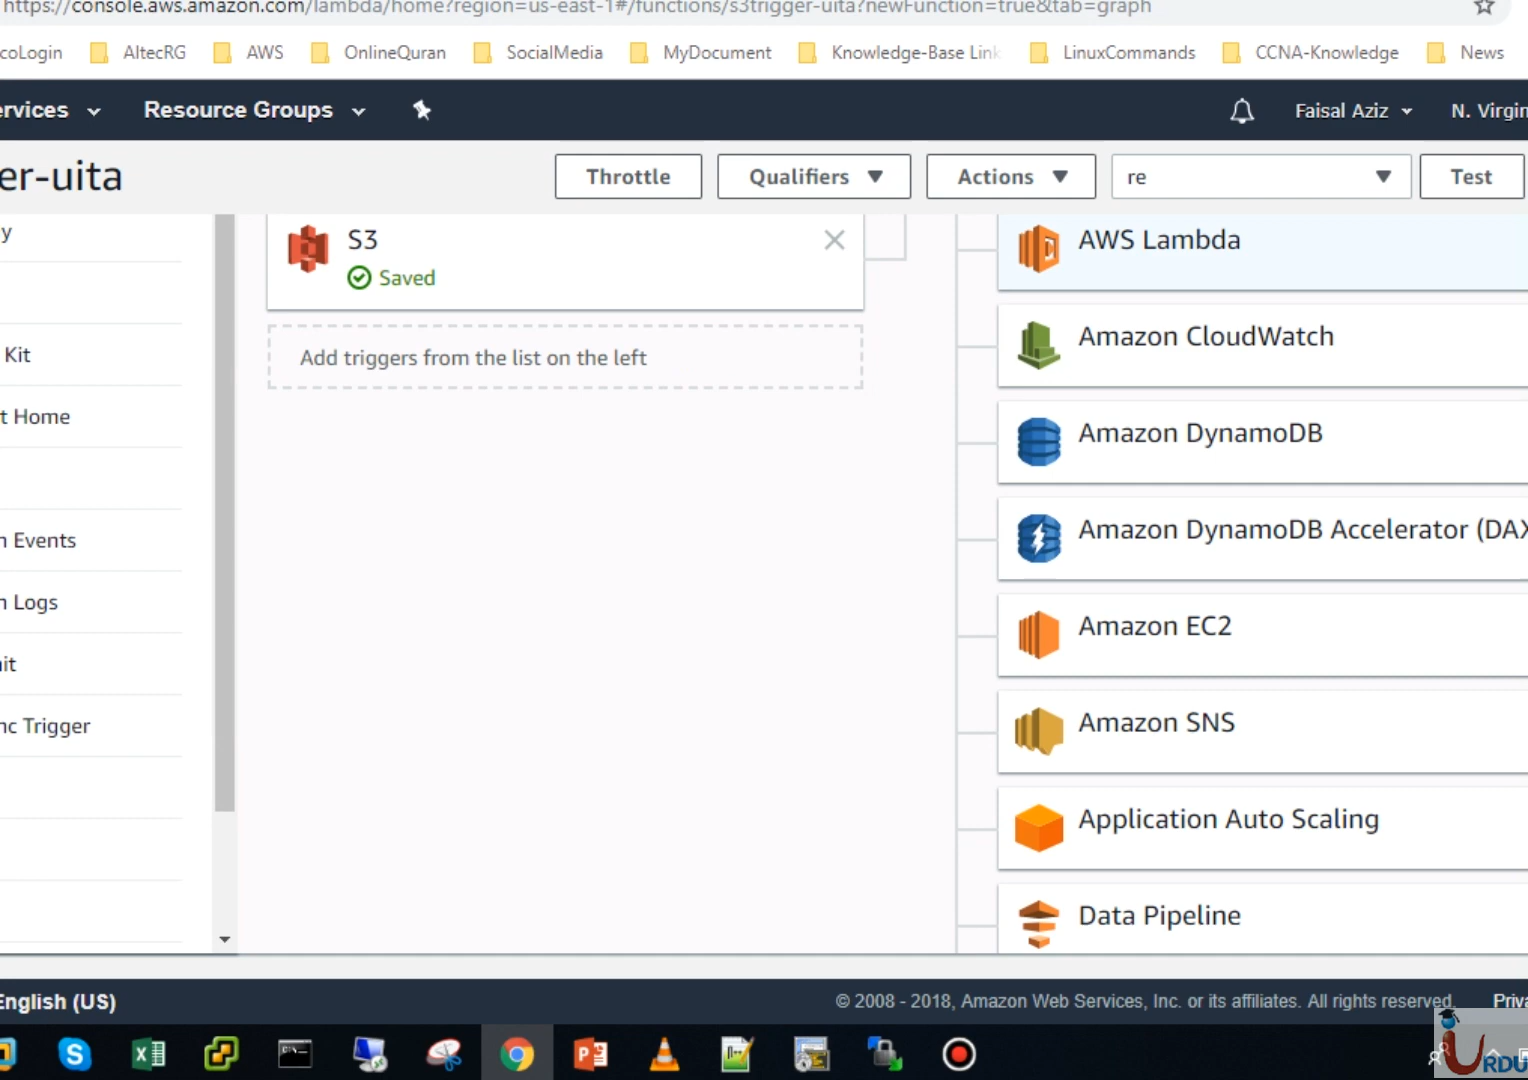 https://console.aws.amazon.com/lambda/home?region=us-east-1#/functions/s3trigger-uita?newFunction=true&tab=graph
coLogin AltecRG AWS OnlineQuran SocialMedia MyDocument Knowledge-Base Link LinuxCommands CCNA-Knowledge News
ervices Resource Groups Faisal Aziz N. Virgin
er-uita Throttle Qualifiers Actions re Test
y
Kit
t Home
n Events
n Logs
it
nc Trigger
S3
Saved
Add triggers from the list on the left
AWS Lambda
Amazon CloudWatch
Amazon DynamoDB
Amazon DynamoDB Accelerator (DAX
Amazon EC2
Amazon SNS
Application Auto Scaling
Data Pipeline
English (US) © 2008 - 2018, Amazon Web Services, Inc. or its affiliates. All rights reserved. Priva
URDU